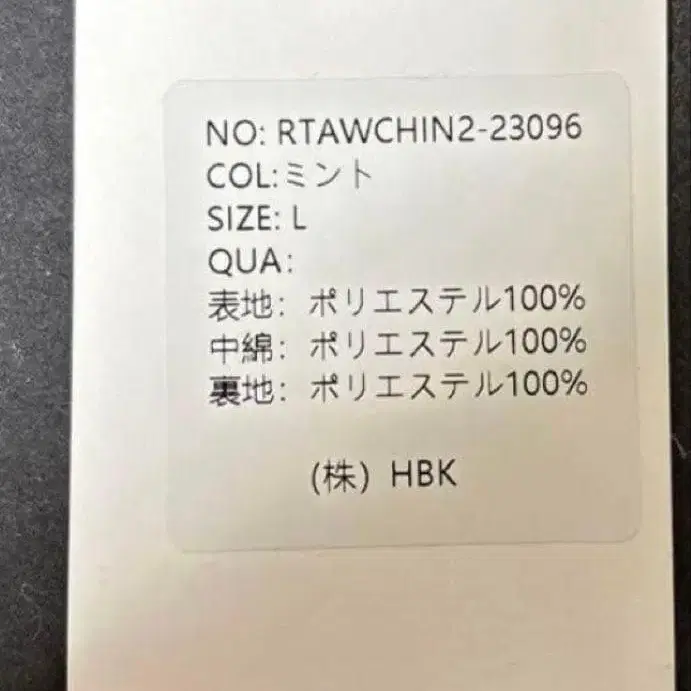 NO: RTAWCHIN2-23096
COL:ミント
SIZE: L
QUA:
表地: ポリエステル100%
中綿: ポリエステル100%
裏地: ポリエステル100%
(株) HBK